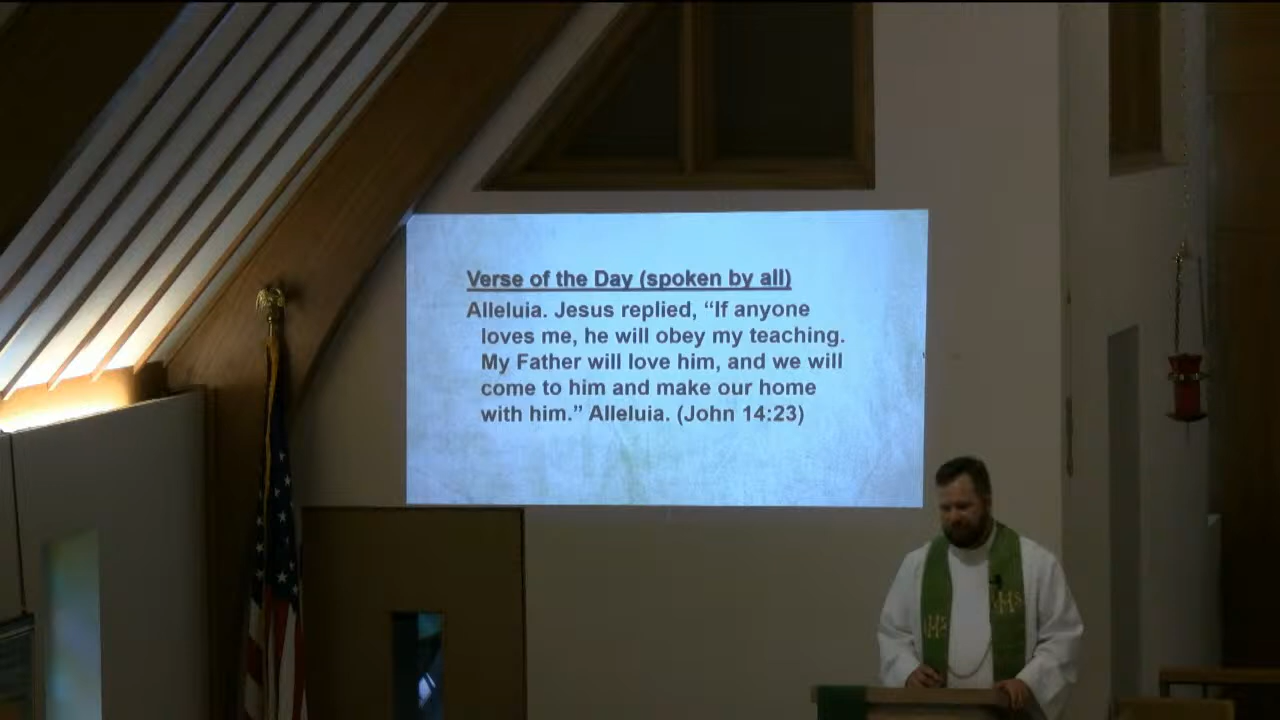 Verse of the Day (spoken by all)
Alleluia. Jesus replied, “If anyone
loves me, he will obey my teaching.
My Father will love him, and we will
come to him and make our home
with him.” Alleluia. (John 14:23)
IHS
IHS